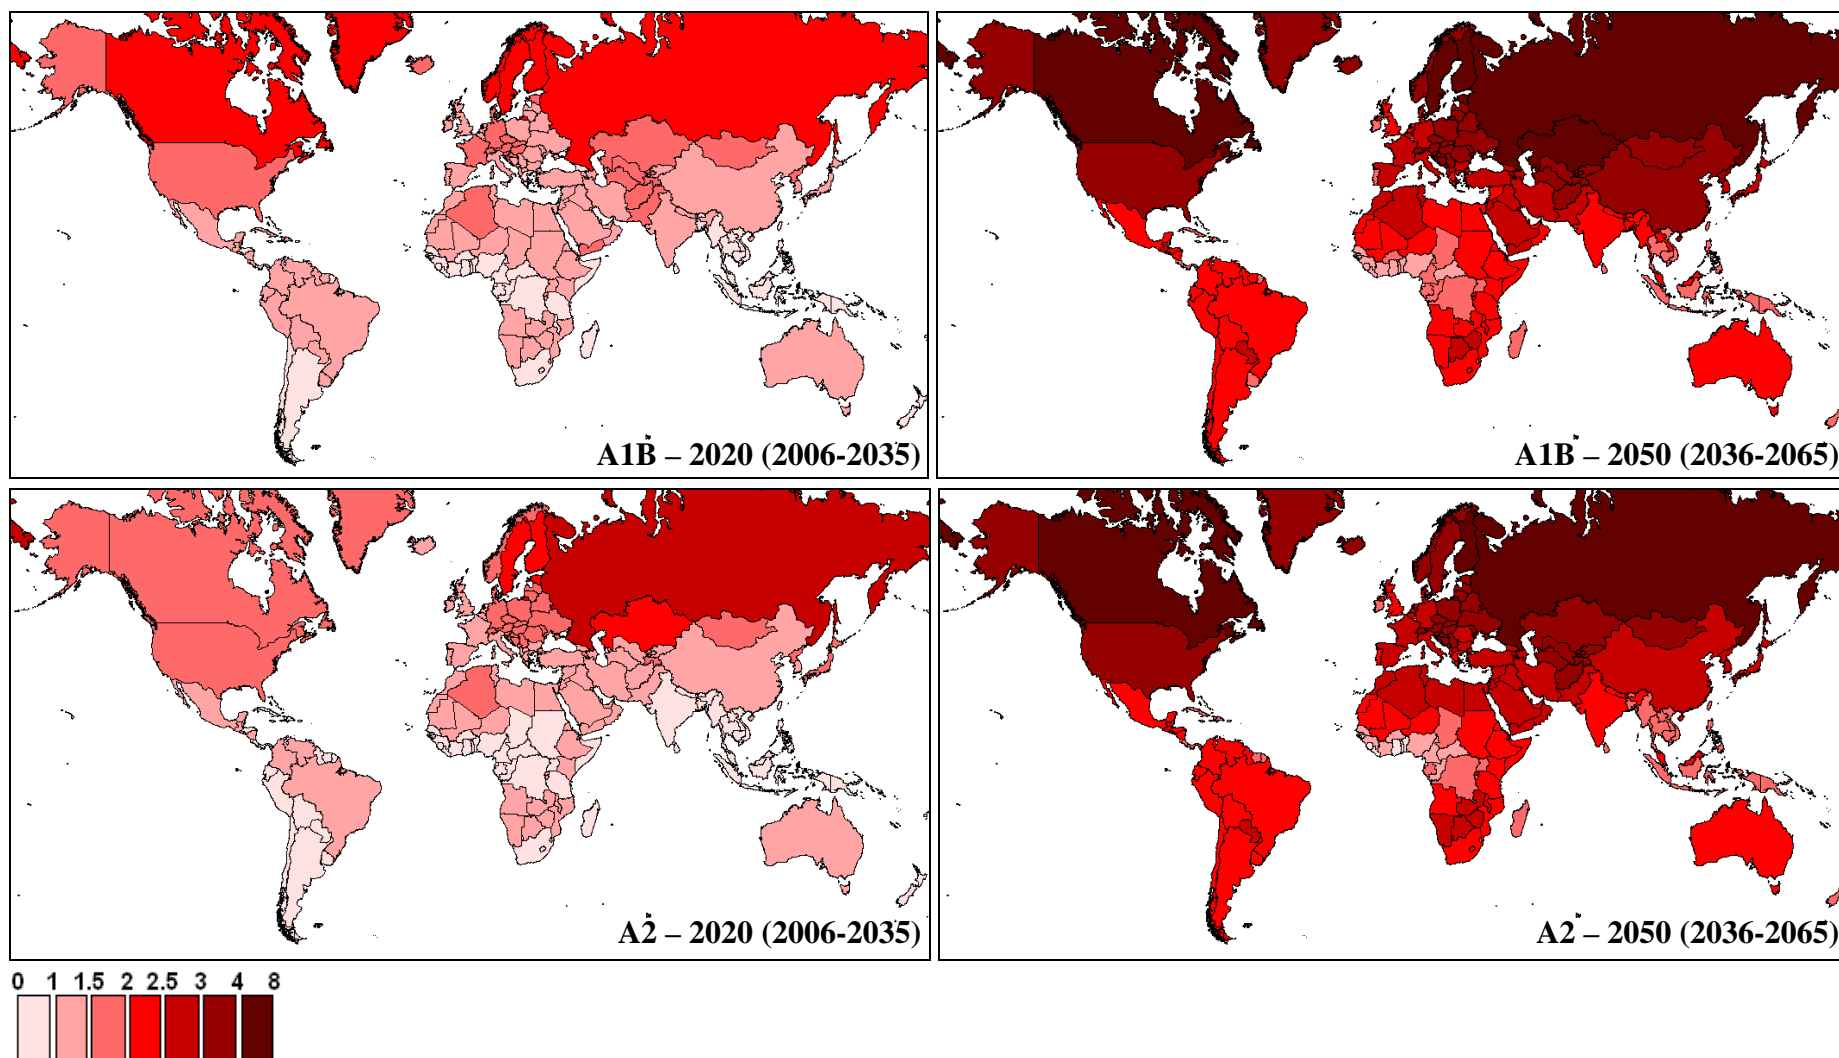 A1B – 2020 (2006-2035)
A1B – 2050 (2036-2065)
A2 – 2020 (2006-2035)
A2 – 2050 (2036-2065)
0 1 1.5 2 2.5 3 4 8